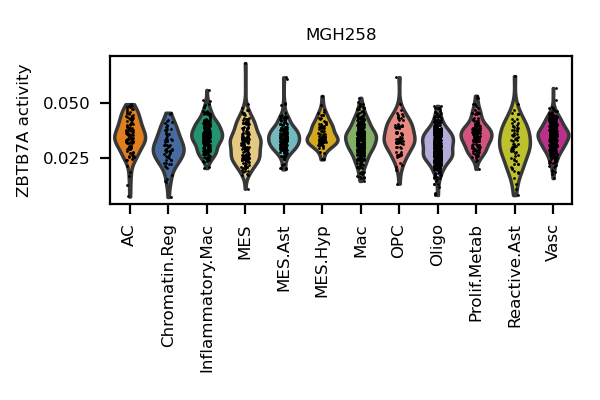 MGH258
ZBTB7A activity
0.050
0.025
AC
Chromatin.Reg
Inflammatory.Mac
MES
MES.Ast
MES.Hyp
Mac
OPC
Oligo
Prolif.Metab
Reactive.Ast
Vasc